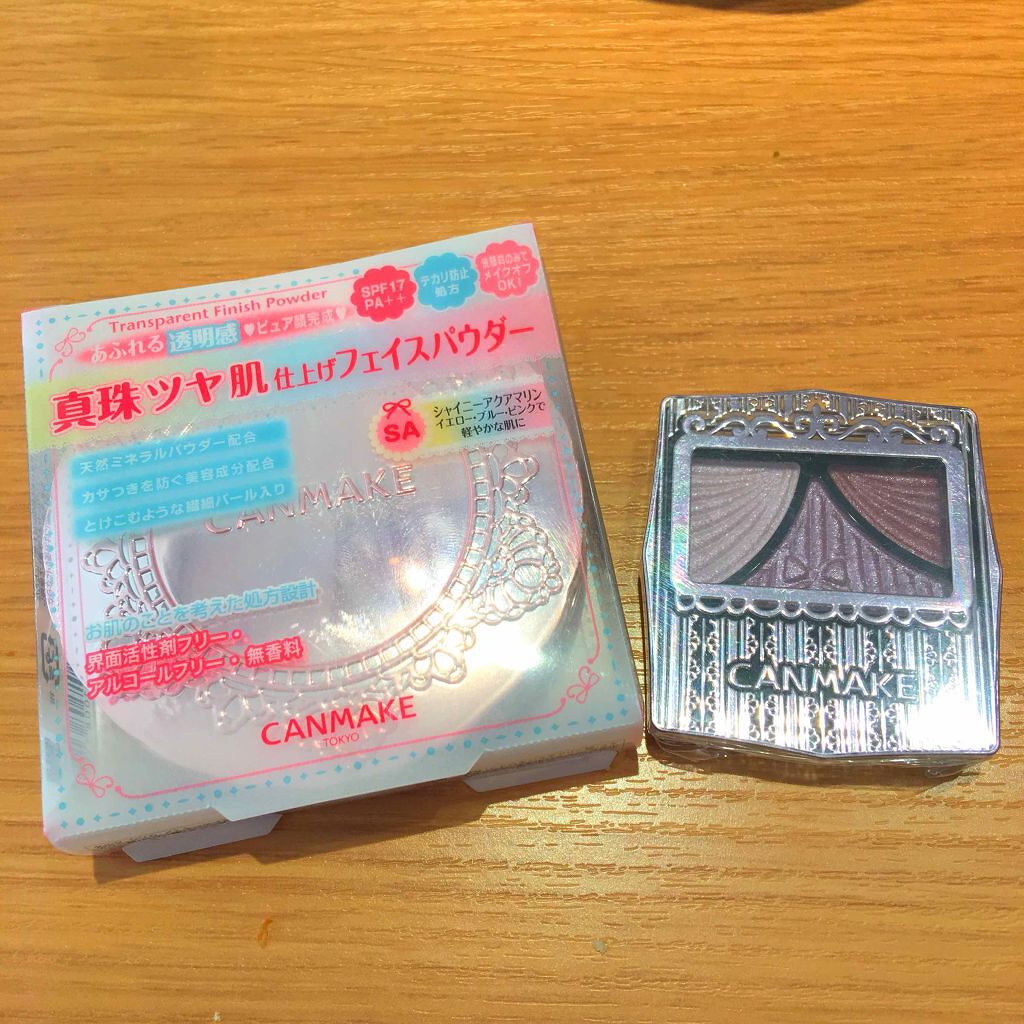 Transparent Finish Powder
あふれる透明感♥ピュア顔完成♥
SPF17
PA++
テカリ防止
処方
洗顔料のみで
メイクオフ
OK!
真珠ツヤ肌仕上げフェイスパウダー
SA
シャイニーアクアマリン
イエロー・ブルー・ピンクで
軽やかな肌に
天然ミネラルパウダー配合
カサつきを防ぐ美容成分配合
とけこむような繊細パール入り
CANMAKE
お肌のことを考えた処方設計
界面活性剤フリー・
アルコールフリー・無香料
CANMAKE
TOKYO
CANMAKE